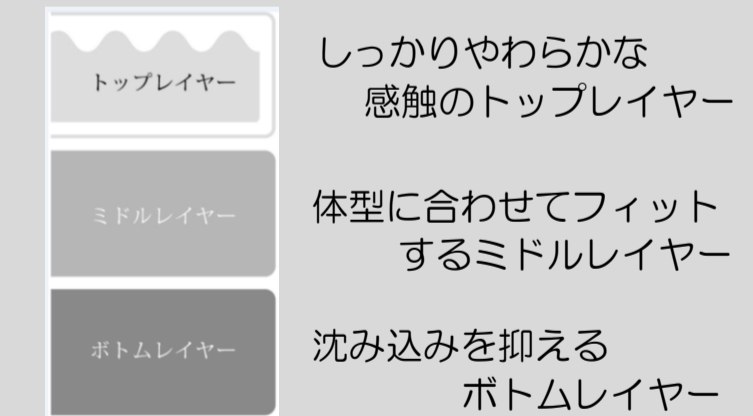 トップレイヤー
しっかりやわらかな
感触のトップレイヤー
ミドルレイヤー
体型に合わせてフィット
するミドルレイヤー
ボトムレイヤー
沈み込みを抑える
ボトムレイヤー